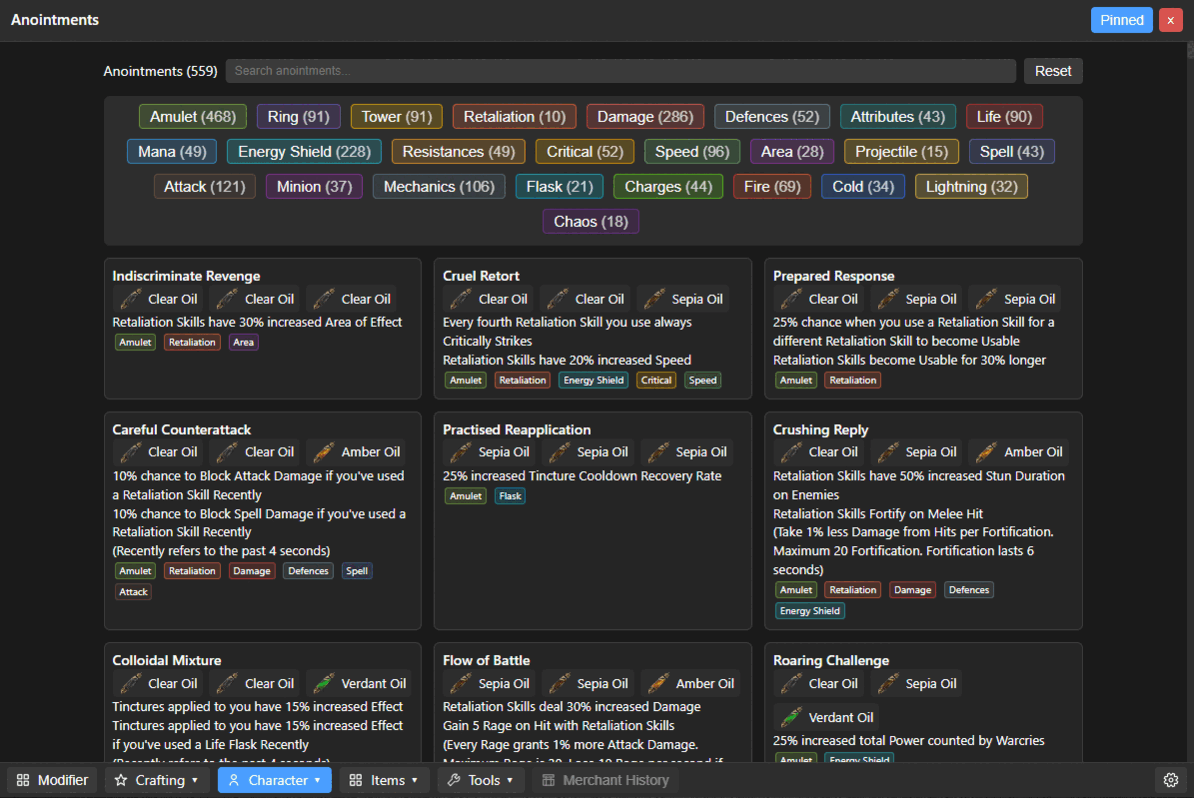 Anointments
Pinned
x
Anointments (559)
Search anointments...
Reset
Amulet (468) Ring (91) Tower (91) Retaliation (10) Damage (286) Defences (52) Attributes (43) Life (90)
Mana (49) Energy Shield (228) Resistances (49) Critical (52) Speed (96) Area (28) Projectile (15) Spell (43)
Attack (121) Minion (37) Mechanics (106) Flask (21) Charges (44) Fire (69) Cold (34) Lightning (32)
Chaos (18)
Indiscriminate Revenge
Clear Oil Clear Oil Clear Oil
Retaliation Skills have 30% increased Area of Effect
Amulet Retaliation Area
Cruel Retort
Clear Oil Clear Oil Sepia Oil
Every fourth Retaliation Skill you use always
Critically Strikes
Retaliation Skills have 20% increased Speed
Amulet Retaliation Energy Shield Critical Speed
Prepared Response
Clear Oil Sepia Oil Sepia Oil
25% chance when you use a Retaliation Skill for a
different Retaliation Skill to become Usable
Retaliation Skills become Usable for 30% longer
Amulet Retaliation
Careful Counterattack
Clear Oil Clear Oil Amber Oil
10% chance to Block Attack Damage if you've used
a Retaliation Skill Recently
10% chance to Block Spell Damage if you've used a
Retaliation Skill Recently
(Recently refers to the past 4 seconds)
Amulet Retaliation Damage Defences Spell
Attack
Practised Reapplication
Sepia Oil Sepia Oil Sepia Oil
25% increased Tincture Cooldown Recovery Rate
Amulet Flask
Crushing Reply
Clear Oil Sepia Oil Amber Oil
Retaliation Skills have 50% increased Stun Duration
on Enemies
Retaliation Skills Fortify on Melee Hit
(Take 1% less Damage from Hits per Fortification.
Maximum 20 Fortification. Fortification lasts 6
seconds)
Amulet Retaliation Damage Defences
Energy Shield
Colloidal Mixture
Clear Oil Clear Oil Verdant Oil
Tinctures applied to you have 15% increased Effect
Tinctures applied to you have 15% increased Effect
if you've used a Life Flask Recently
(Recently refers to the past 4 seconds)
Flow of Battle
Sepia Oil Sepia Oil Amber Oil
Retaliation Skills deal 30% increased Damage
Gain 5 Rage on Hit with Retaliation Skills
(Every Rage grants 1% more Attack Damage.
Maximum Rage is 30. Lose 10 Rage per second if
Roaring Challenge
Clear Oil Sepia Oil
Verdant Oil
25% increased total Power counted by Warcries
Amulet Energy Shield
Modifier Crafting Character Items Tools Merchant History